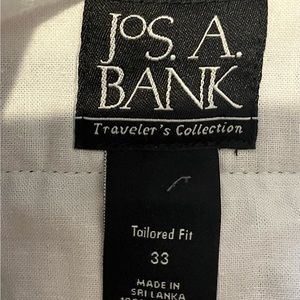 JOS. A.
BANK
Traveler's Collection
Tailored Fit
33
MADE IN
SRI LANKA